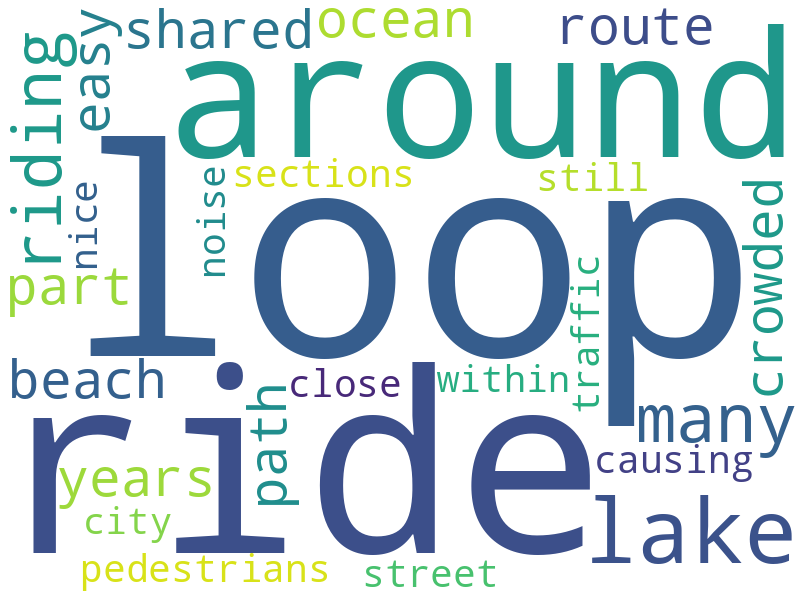 shared
ocean
route
easy
riding
around
sections
still
nice
noise
loop
crowded
part
traffic
beach
close
within
path
many
ride
years
causing
city
lake
pedestrians
street